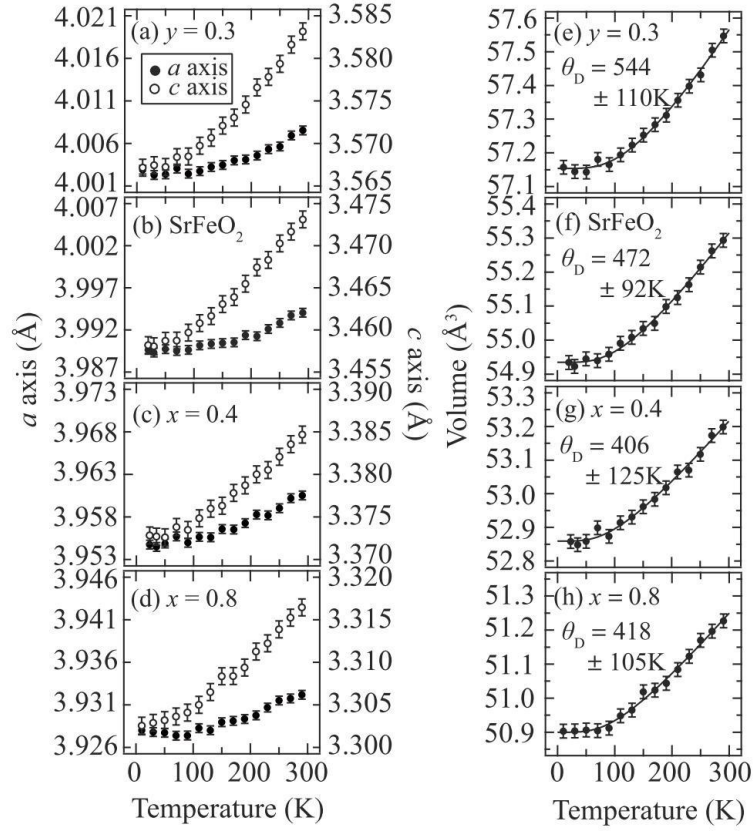 (a) y = 0.3
a axis
c axis
4.021
4.016
4.011
4.006
4.001
3.585
3.580
3.575
3.570
3.565
(b) SrFeO₂
4.007
4.002
3.997
3.992
3.987
3.475
3.470
3.465
3.460
3.455
(c) x = 0.4
3.973
3.968
3.963
3.958
3.953
3.390
3.385
3.380
3.375
3.370
(d) x = 0.8
3.946
3.941
3.936
3.931
3.926
3.320
3.315
3.310
3.305
3.300
a axis (Å)
c axis (Å)
0 100 200 300
Temperature (K)
(e) y = 0.3
θD = 544
± 110K
57.6
57.5
57.4
57.3
57.2
57.1
(f) SrFeO₂
θD = 472
± 92K
55.4
55.3
55.2
55.1
55.0
54.9
(g) x = 0.4
θD = 406
± 125K
53.3
53.2
53.1
53.0
52.9
52.8
(h) x = 0.8
θD = 418
± 105K
51.3
51.2
51.1
51.0
50.9
Volume (Å³)
0 100 200 300
Temperature (K)